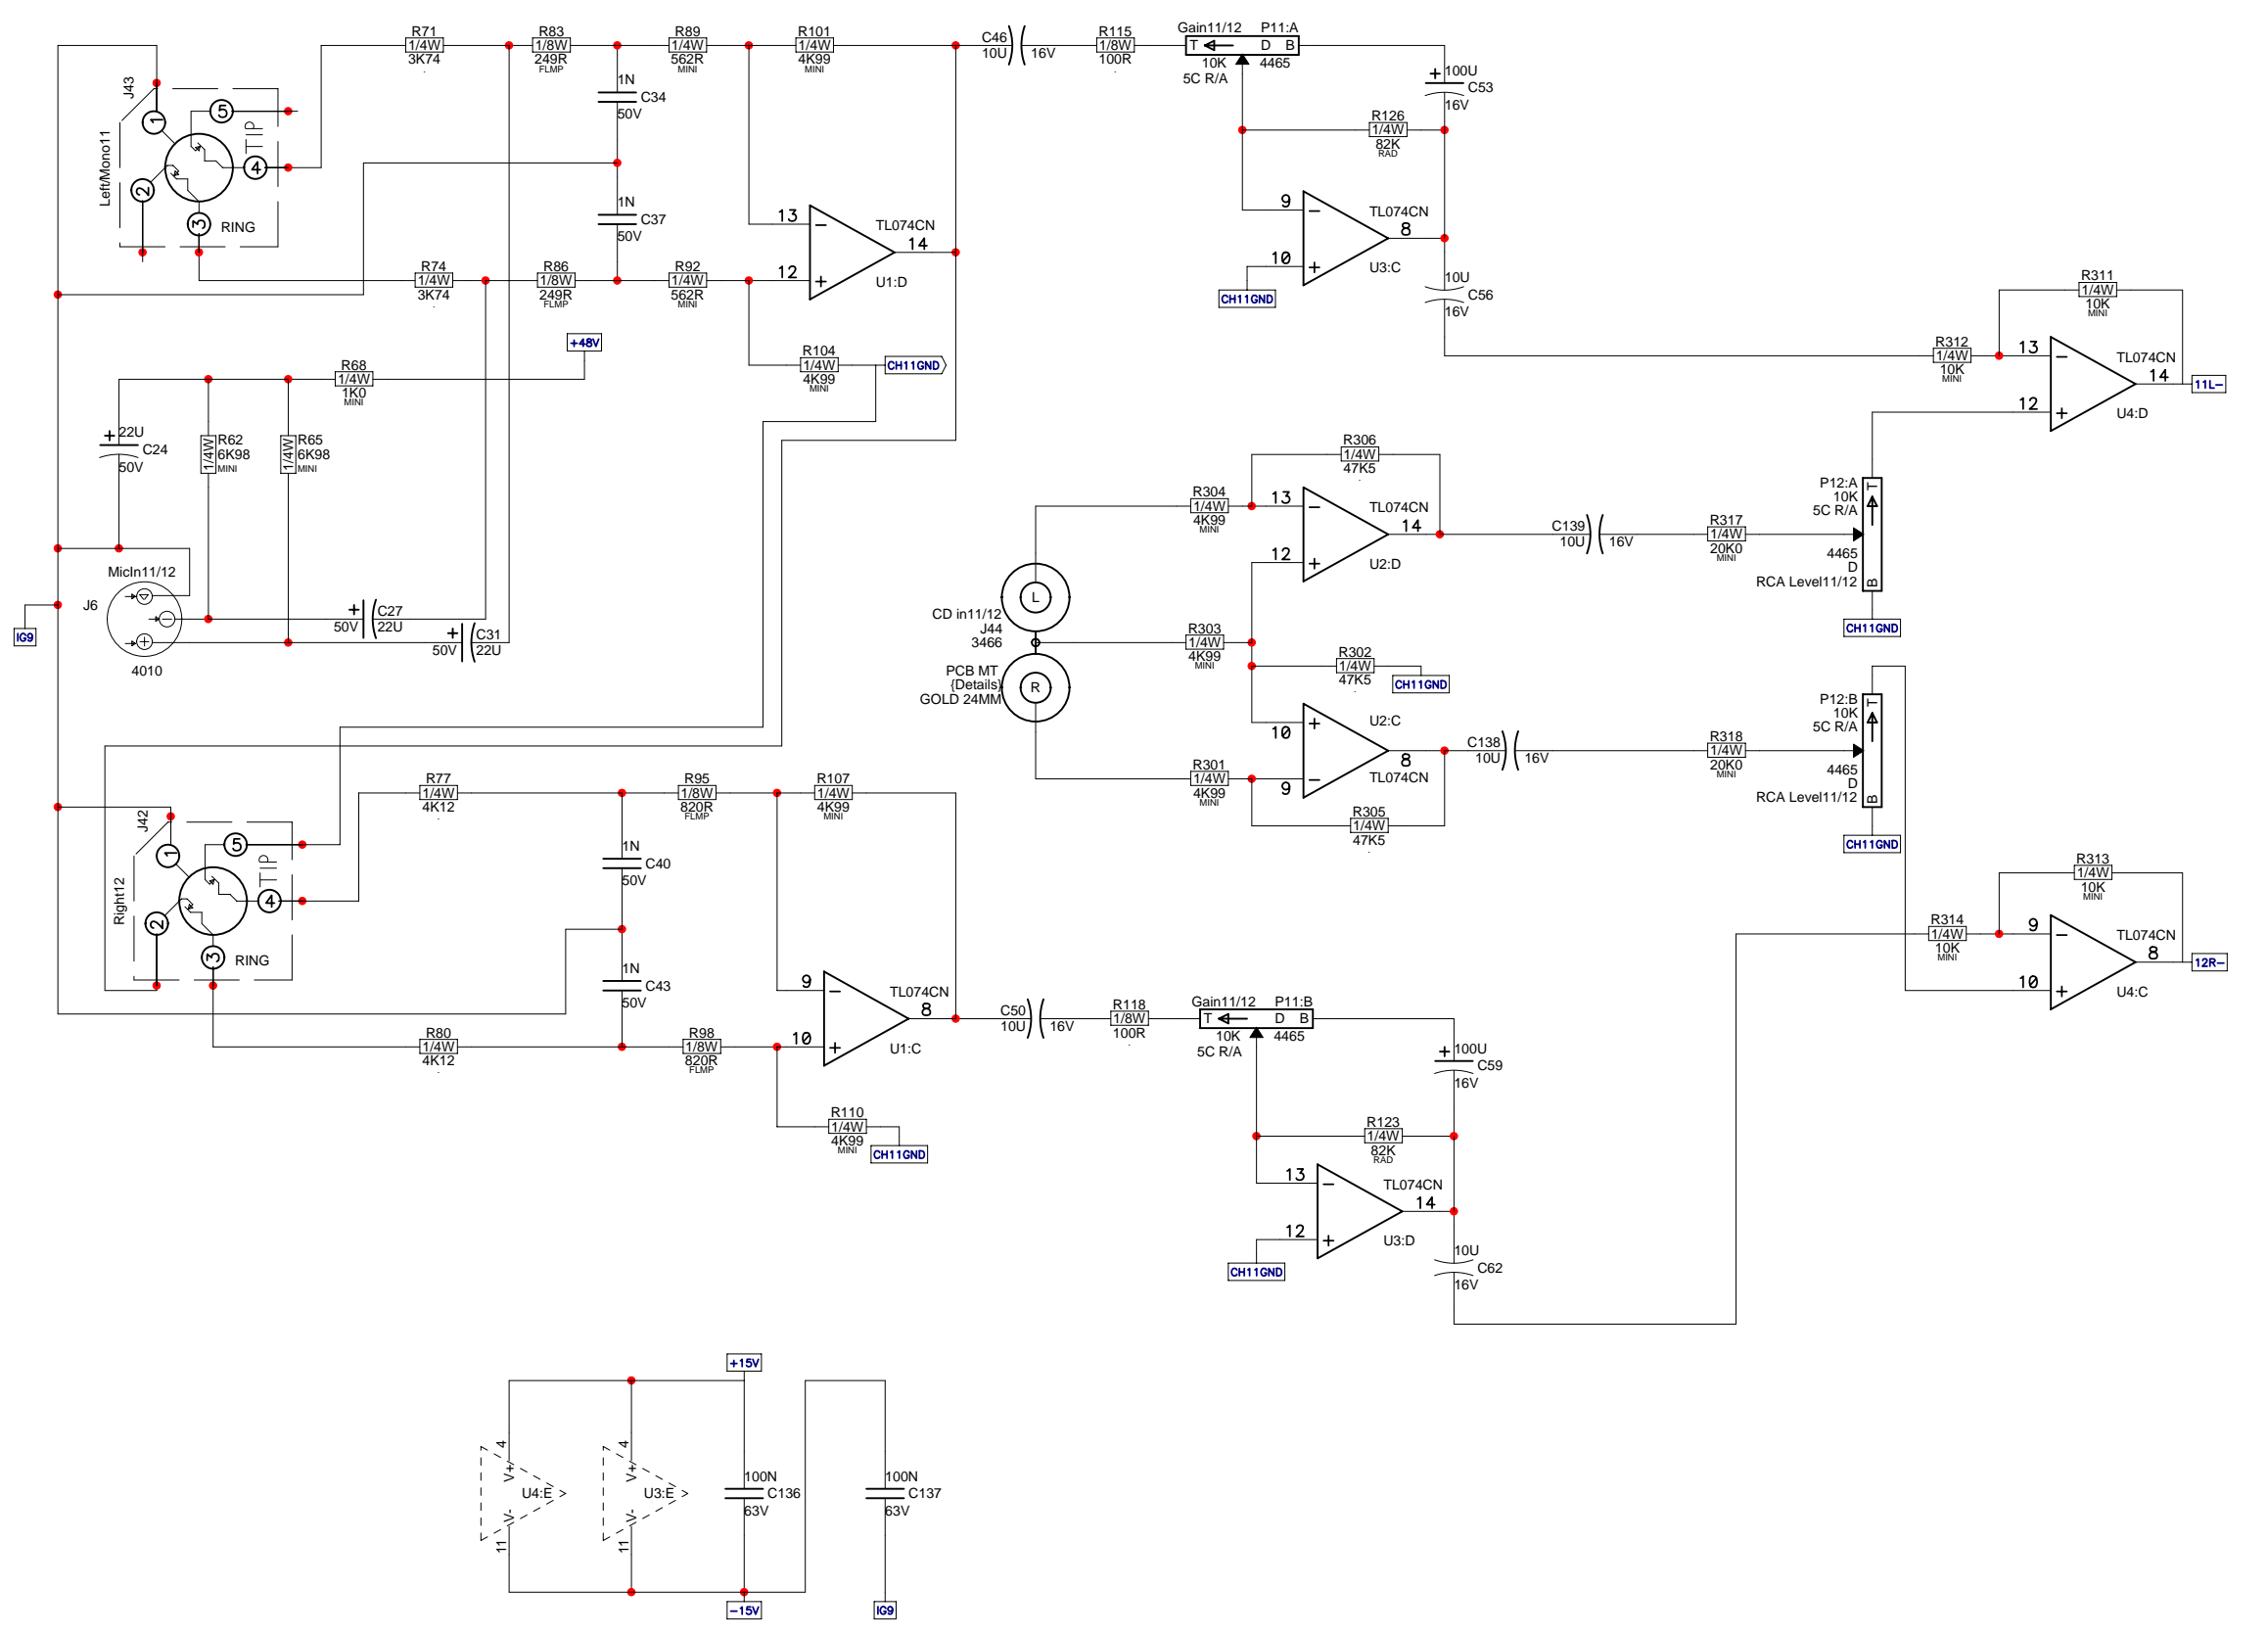 R71
1/4W
3K74
.
R83
1/8W
249R
FLMP
R89
1/4W
562R
MINI
R101
1/4W
4K99
MINI
C46
10U
16V
R115
1/8W
100R
.
Gain11/12 P11:A
T D B
10K 4465
5C R/A
+ 100U
C53
16V
J43
Left/Mono11
1
2
3
4
5
TIP
RING
1N
C34
50V
1N
C37
50V
R126
1/4W
82K
RAD
13
12
14
TL074CN
U1:D
9
10
8
TL074CN
U3:C
CH11GND
10U
C56
16V
R74
1/4W
3K74
.
R86
1/8W
249R
FLMP
R92
1/4W
562R
MINI
R104
1/4W
4K99
MINI
CH11GND
+48V
R68
1/4W
1K0
MINI
+ 22U
C24
50V
R62
1/4W
6K98
MINI
R65
1/4W
6K98
MINI
R311
1/4W
10K
MINI
R312
1/4W
10K
MINI
13
12
14
TL074CN
U4:D
11L-
R306
1/4W
47K5
.
R304
1/4W
4K99
MINI
13
12
14
TL074CN
U2:D
C139
10U
16V
R317
1/4W
20K0
MINI
P12:A
10K
5C R/A
T
4465
D
RCA Level11/12
B
CH11GND
MicIn11/12
J6
4010
IG9
+
C27
50V
22U
+
C31
50V
22U
L
CD in11/12
J44
3466
PCB MT
{Details}
GOLD 24MM
R
R303
1/4W
4K99
MINI
R302
1/4W
47K5
.
CH11GND
U2:C
10
9
8
TL074CN
R301
1/4W
4K99
MINI
R305
1/4W
47K5
.
C138
10U
16V
R318
1/4W
20K0
MINI
P12:B
10K
5C R/A
T
4465
D
RCA Level11/12
B
CH11GND
R77
1/4W
4K12
.
R95
1/8W
820R
FLMP
R107
1/4W
4K99
MINI
J42
Right12
1
2
3
4
5
TIP
RING
1N
C40
50V
1N
C43
50V
9
10
8
TL074CN
U1:C
R80
1/4W
4K12
.
R98
1/8W
820R
FLMP
R110
1/4W
4K99
MINI
CH11GND
C50
10U
16V
R118
1/8W
100R
.
Gain11/12 P11:B
T D B
10K 4465
5C R/A
+ 100U
C59
16V
R123
1/4W
82K
RAD
13
12
14
TL074CN
U3:D
CH11GND
10U
C62
16V
R313
1/4W
10K
MINI
R314
1/4W
10K
MINI
9
10
8
TL074CN
U4:C
12R-
+15V
4
V+
U4:E
V-
11
4
V+
U3:E
V-
11
100N
C136
63V
100N
C137
63V
-15V
IG9